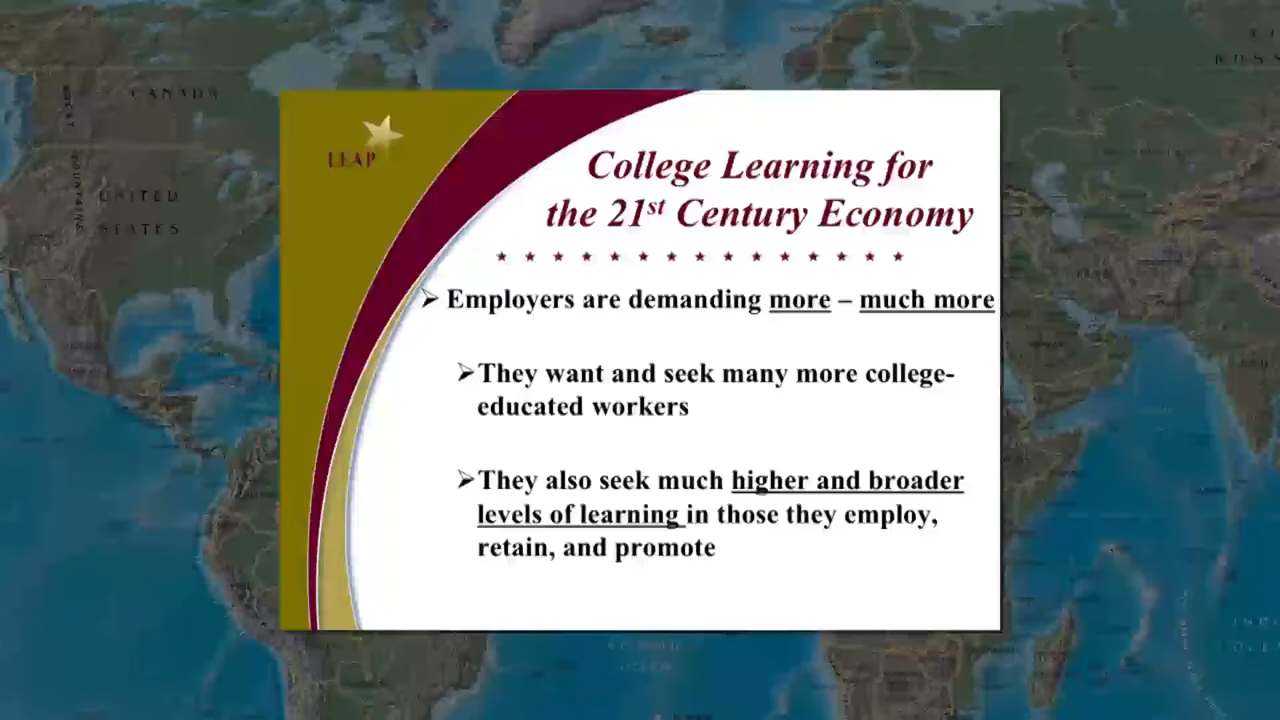 CANADA
UNITED
STATES
LEAP
College Learning for
the 21st Century Economy
➢ Employers are demanding more – much more
➢They want and seek many more college-
educated workers
➢They also seek much higher and broader
levels of learning in those they employ,
retain, and promote